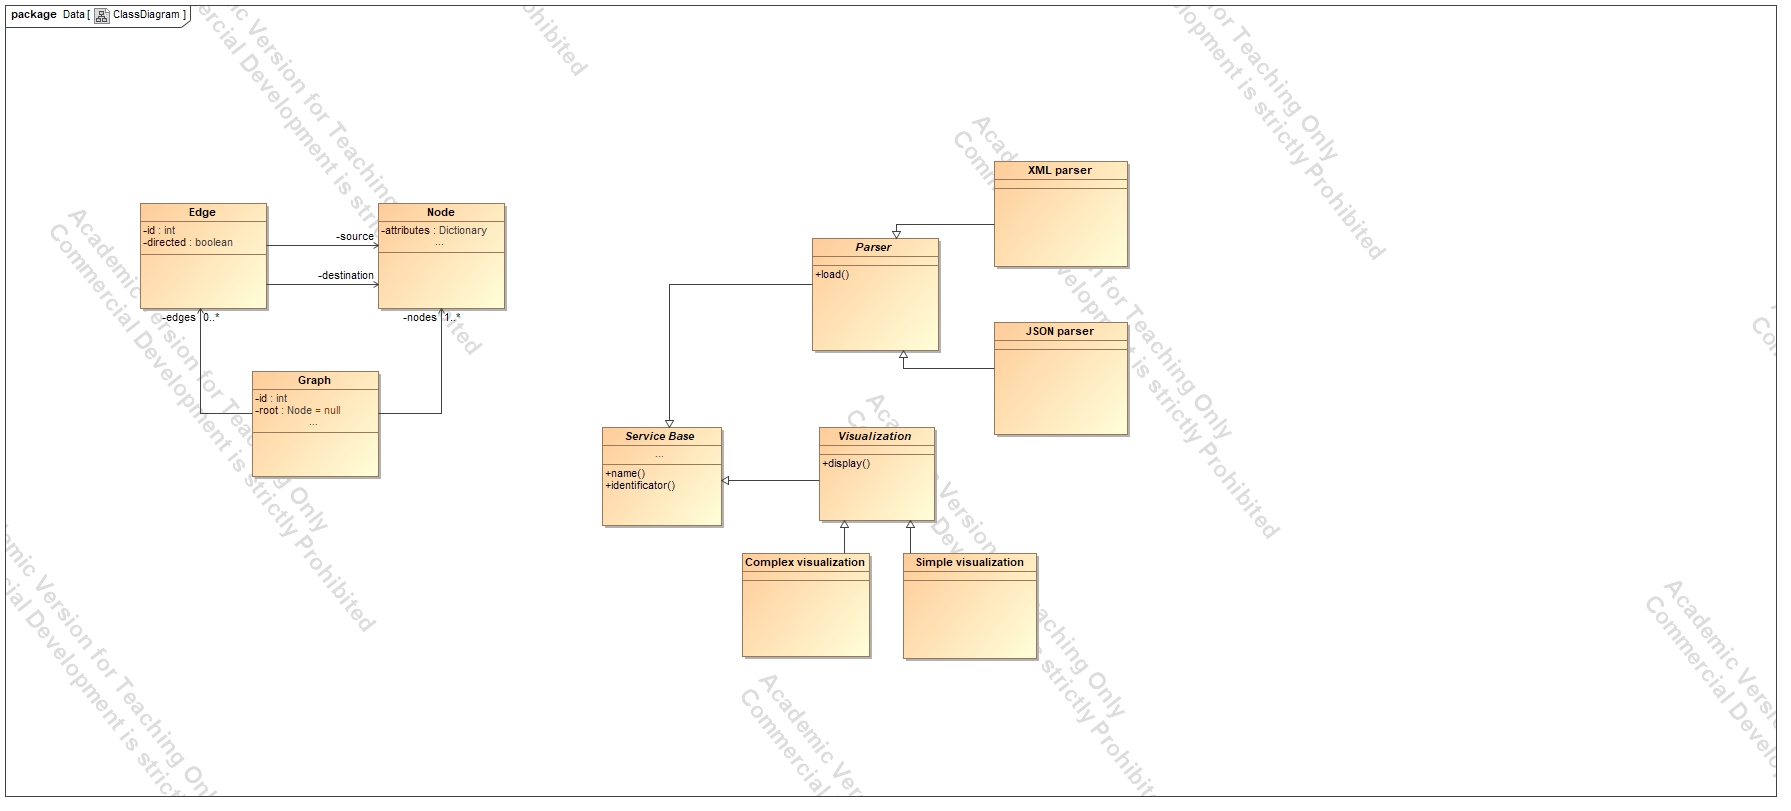 package Data [ ClassDiagram ]
Edge
-id : int
-directed : boolean
-source
-destination
Node
-attributes : Dictionary
...
-edges 0..*
-nodes 1..*
Graph
-id : int
-root : Node = null
...
XML parser
Parser
+load()
JSON parser
Service Base
...
+name()
+identificator()
Visualization
+display()
Complex visualization
Simple visualization
Academic Version for Teaching Only
Commercial Development is strictly Prohibited